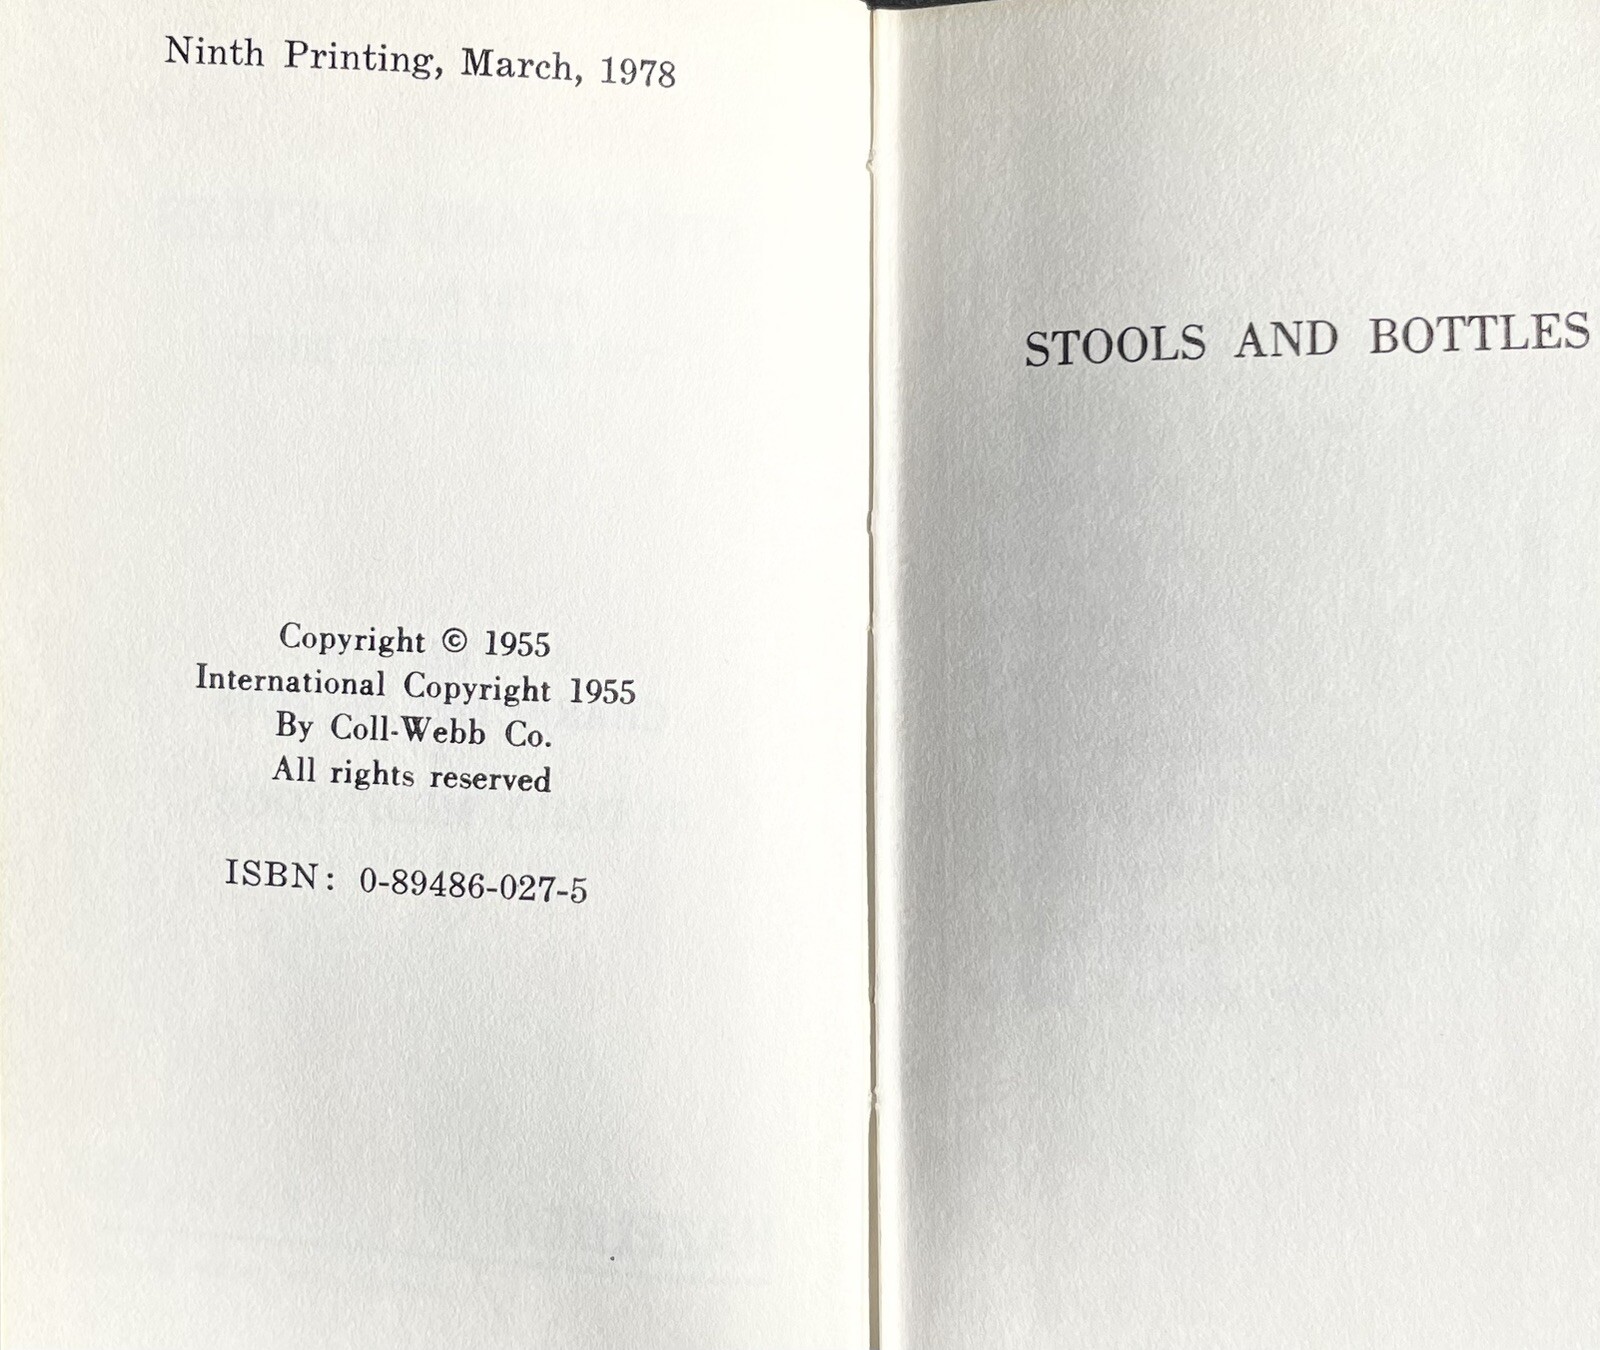 Ninth Printing, March, 1978
Copyright © 1955
International Copyright 1955
By Coll-Webb Co.
All rights reserved
ISBN: 0-89486-027-5
STOOLS AND BOTTLES